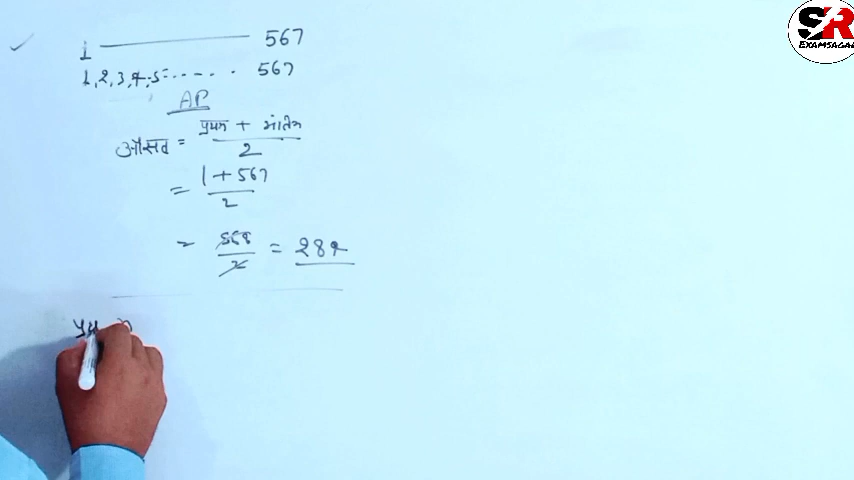 1 ——— 567
1, 2, 3, 4, 5 ..... 567
AP
औसत = प्रथम + अंतिम / 2
= 1 + 567 / 2
= 568 / 2 = 284
SR
EXAMSAGAR